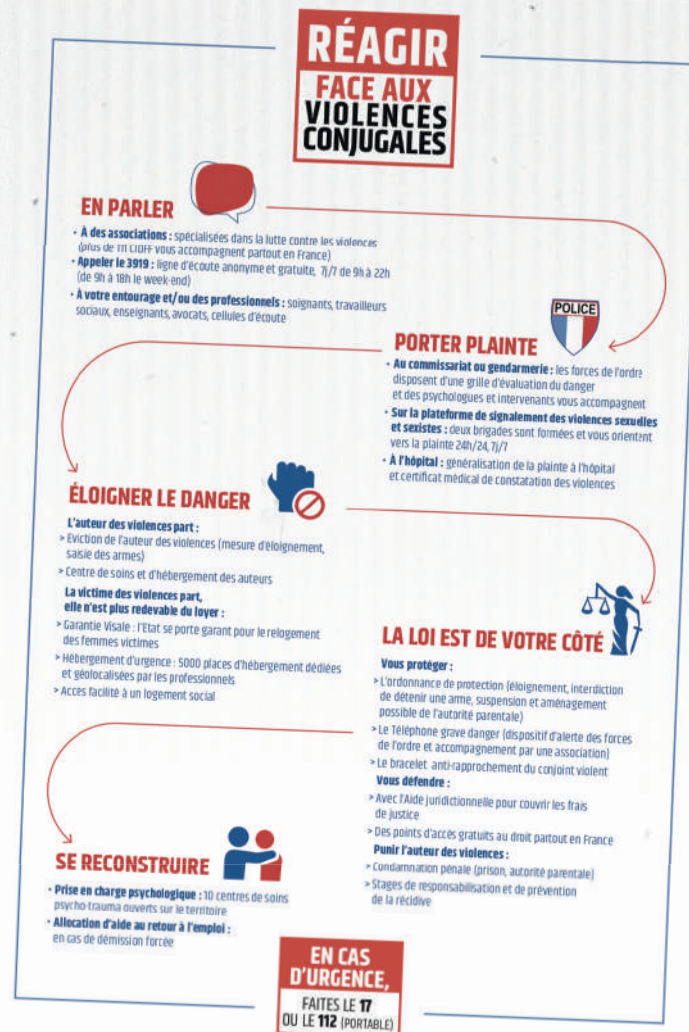 RÉAGIR
FACE AUX
VIOLENCES
CONJUGALES
EN PARLER
• À des associations : spécialisées dans la lutte contre les violences
(plus de 111 CIDFF vous accompagnent partout en France)
• Appeler le 3919 : ligne d'écoute anonyme et gratuite, 7j/7 de 9h à 22h
(de 9h à 18h le week-end)
• À votre entourage et/ou des professionnels : soignants, travailleurs
sociaux, enseignants, avocats, cellules d'écoute
POLICE
PORTER PLAINTE
• Au commissariat ou gendarmerie : les forces de l'ordre
disposent d'une grille d'évaluation du danger
et des psychologues et intervenants vous accompagnent
• Sur la plateforme de signalement des violences sexuelles
et sexistes : deux brigades sont formées et vous orientent
vers la plainte 24h/24, 7j/7
• À l'hôpital : généralisation de la plainte à l'hôpital
et certificat médical de constatation des violences
ÉLOIGNER LE DANGER
L'auteur des violences part :
> Eviction de l'auteur des violences (mesure d'éloignement,
saisie des armes)
> Centre de soins et d'hébergement des auteurs
La victime des violences part,
elle n'est plus redevable du loyer :
> Garantie Visale : l'Etat se porte garant pour le relogement
des femmes victimes
> Hébergement d'urgence : 5000 places d'hébergement dédiées
et géolocalisées par les professionnels
> Accès facilité à un logement social
LA LOI EST DE VOTRE CÔTÉ
Vous protéger :
> L'ordonnance de protection (éloignement, interdiction
de détenir une arme, suspension et aménagement
possible de l'autorité parentale)
> Le Téléphone grave danger (dispositif d'alerte des forces
de l'ordre et accompagnement par une association)
> Le bracelet anti-rapprochement du conjoint violent
Vous défendre :
> Avec l'Aide juridictionnelle pour couvrir les frais
de justice
> Des points d'accès gratuits au droit partout en France
Punir l'auteur des violences :
> Condamnation pénale (prison, autorité parentale)
> Stages de responsabilisation et de prévention
de la récidive
SE RECONSTRUIRE
• Prise en charge psychologique : 10 centres de soins
psycho-trauma ouverts sur le territoire
• Allocation d'aide au retour à l'emploi :
en cas de démission forcée
EN CAS
D'URGENCE,
FAITES LE 17
OU LE 112 (PORTABLE)